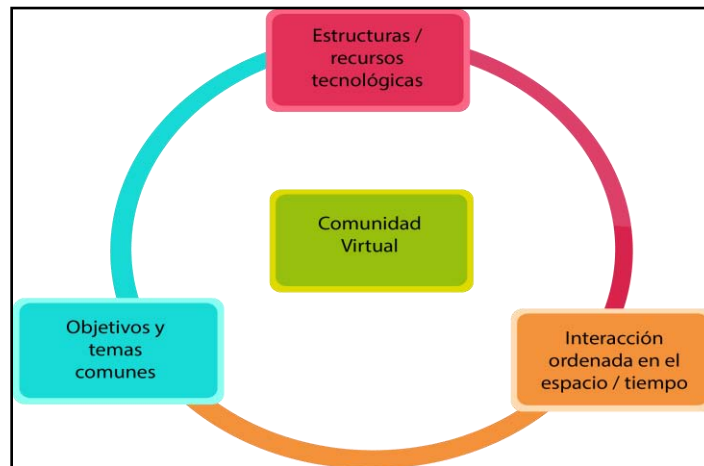 Estructuras /
recursos
tecnológicas
Comunidad
Virtual
Objetivos y
temas
comunes
Interacción
ordenada en el
espacio / tiempo